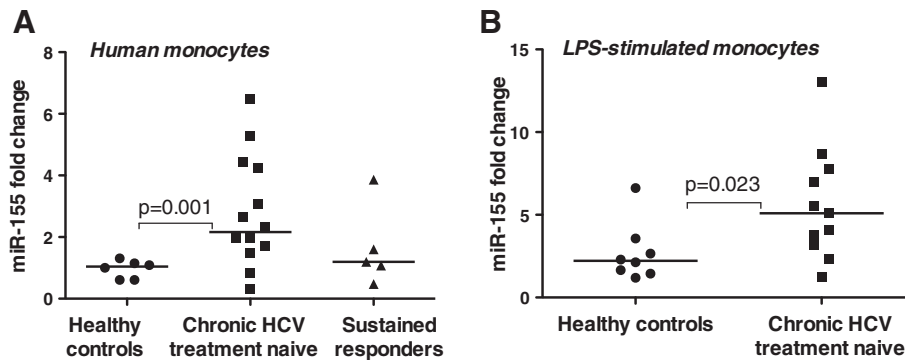 A
Human monocytes
miR-155 fold change
8
6
4
2
0
p=0.001
Healthy
controls
Chronic HCV
treatment naive
Sustained
responders
B
LPS-stimulated monocytes
miR-155 fold change
15
10
5
0
p=0.023
Healthy controls
Chronic HCV
treatment naive